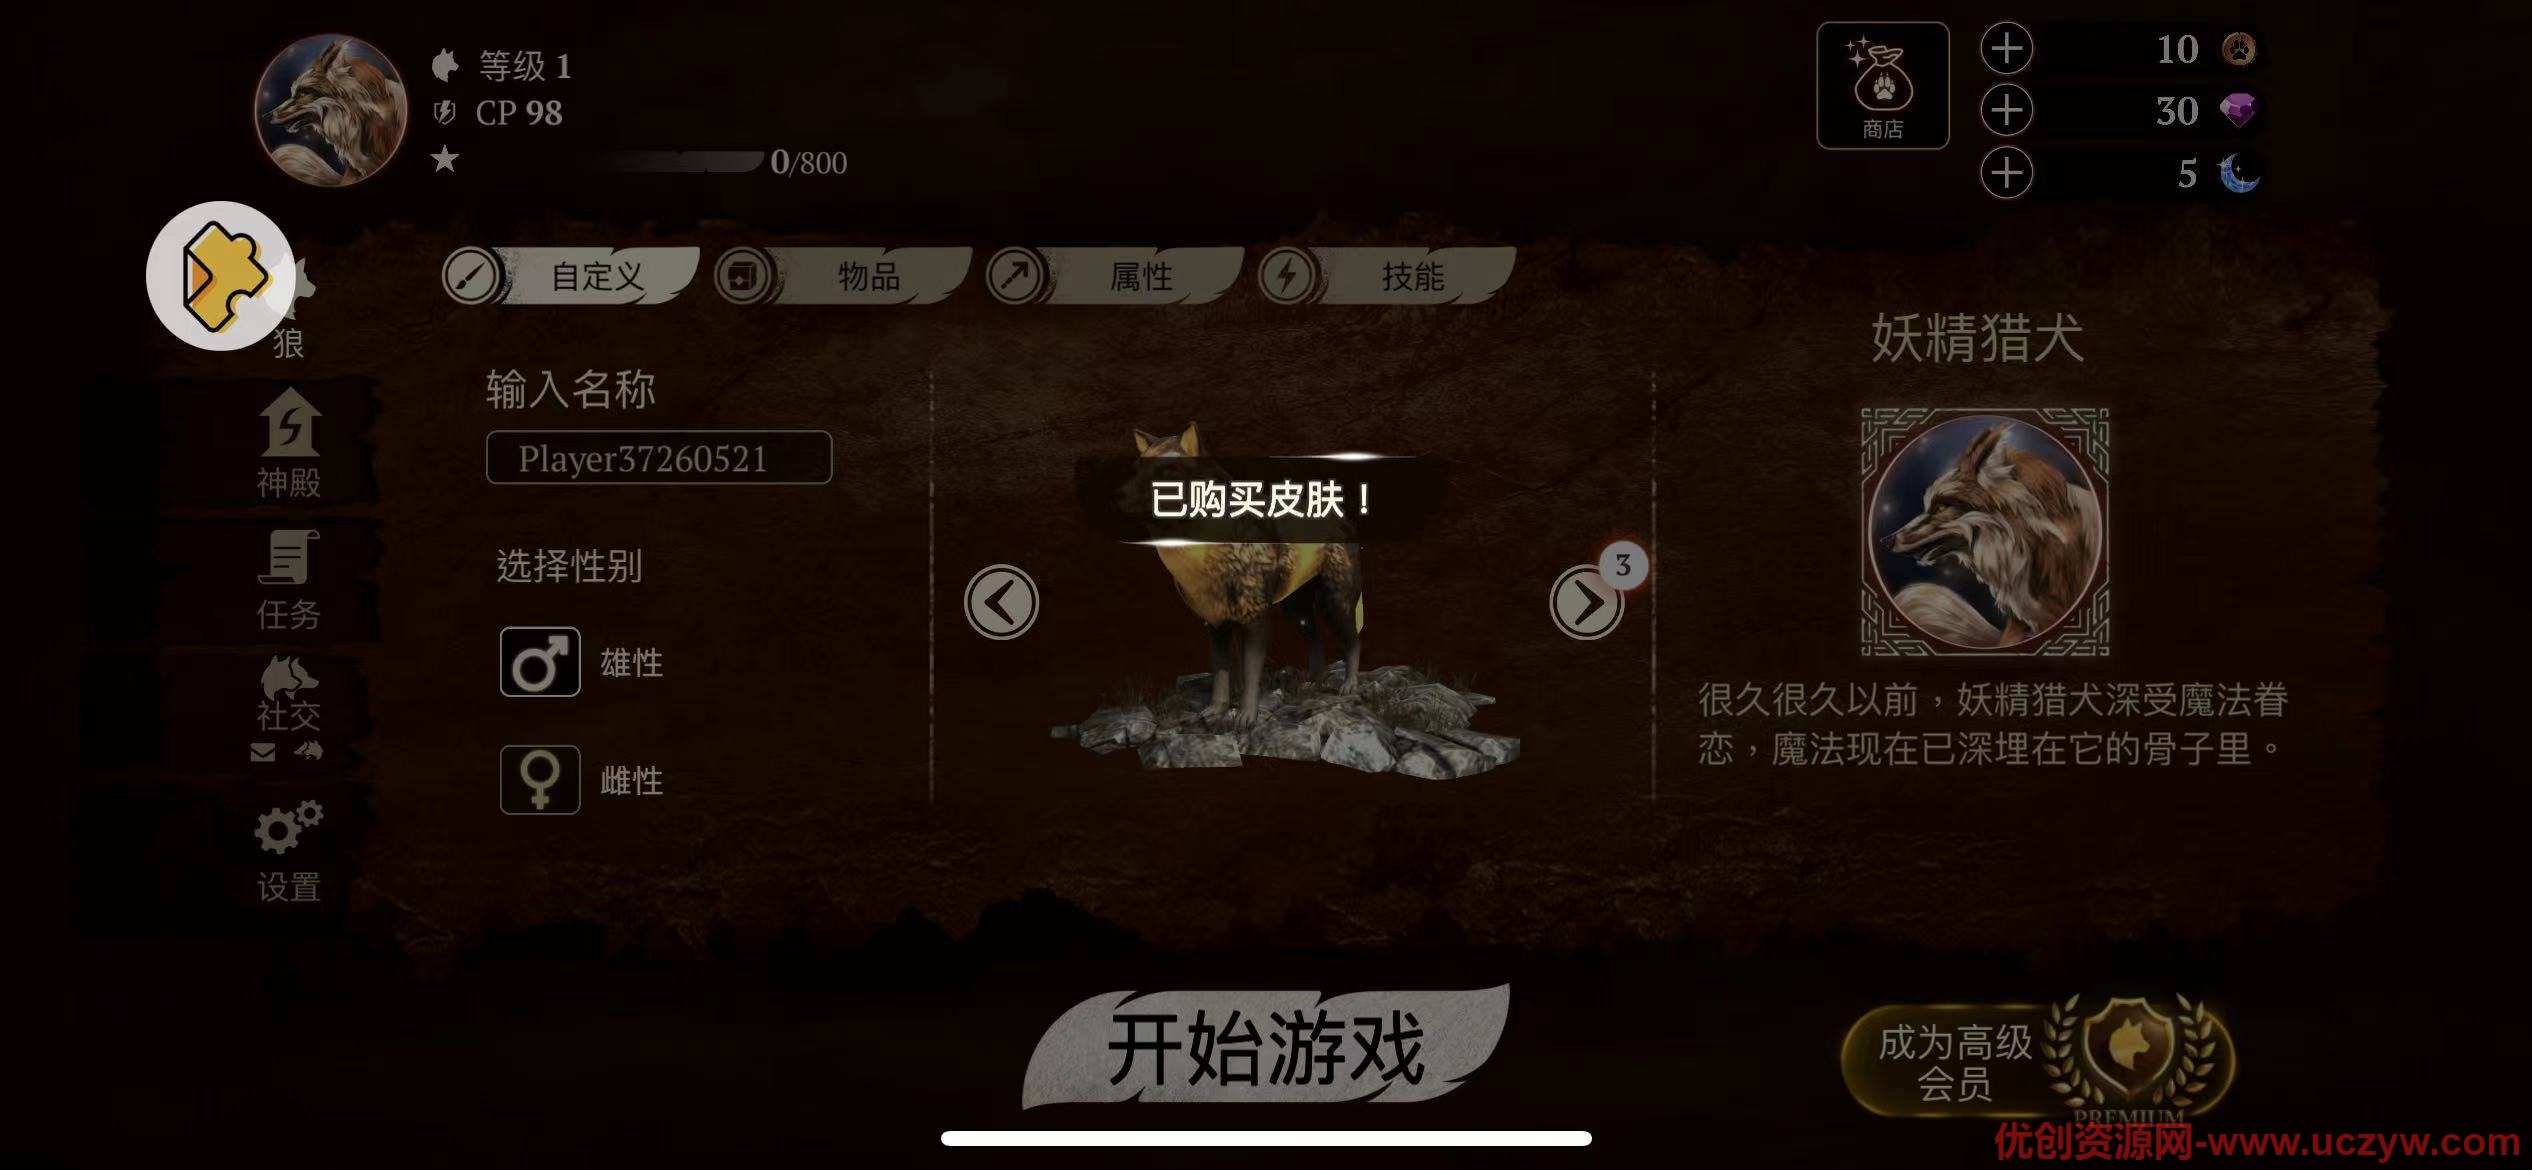 等级 1
CP 98
0/800
商店
10
30
5
狼
神殿
任务
社交
设置
自定义
物品
属性
技能
输入名称
Player37260521
选择性别
雄性
雌性
已购买皮肤！
3
妖精猎犬
很久很久以前，妖精猎犬深受魔法眷
恋，魔法现在已深埋在它的骨子里。
开始游戏
成为高级
会员
PREMIUM
优创资源网-www.uczyw.com